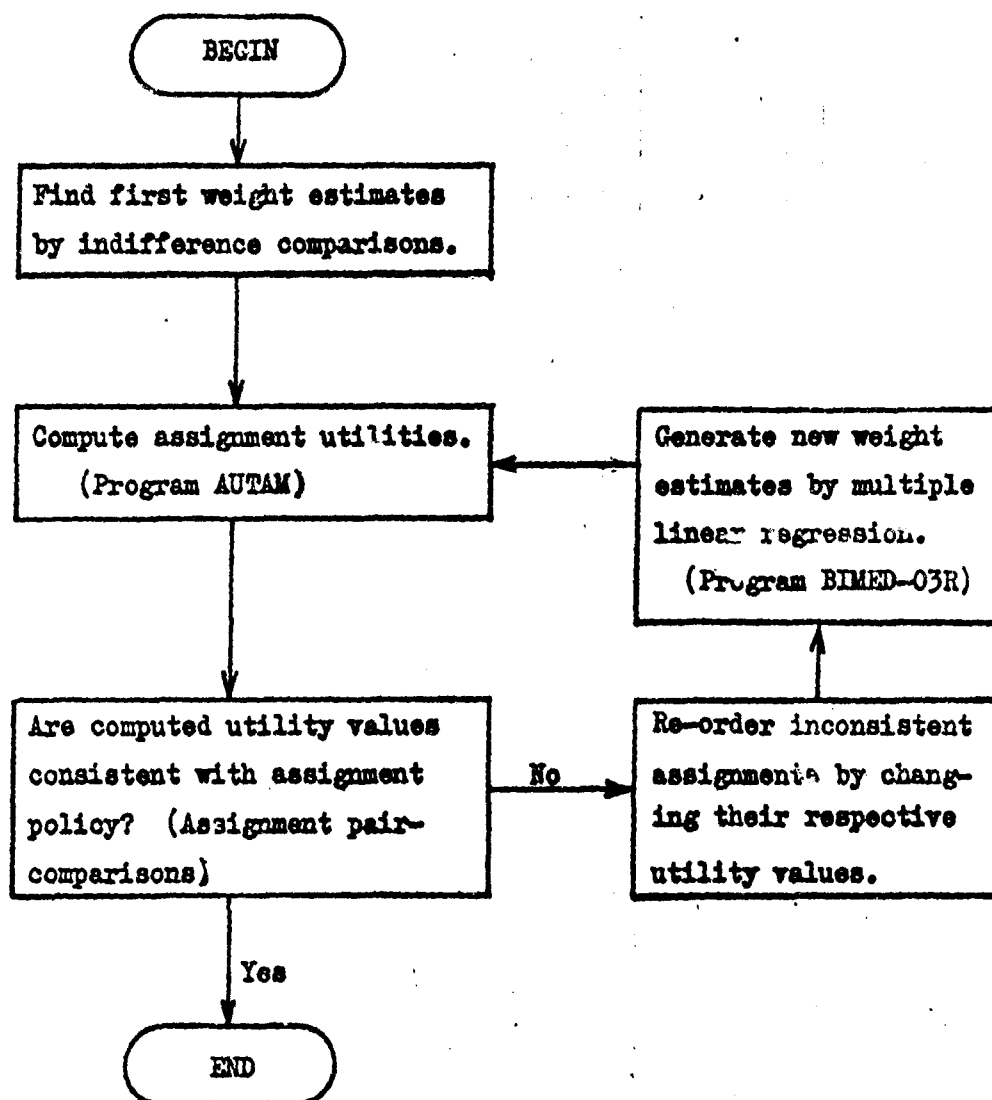 BEGIN
Find first weight estimates
by indifference comparisons.
Compute assignment utilities.
(Program AUTAM)
Generate new weight
estimates by multiple
linear regression.
(Program BIMED-03R)
Are computed utility values
consistent with assignment
policy? (Assignment pair-
comparisons)
No
Re-order inconsistent
assignments by chang-
ing their respective
utility values.
Yes
END